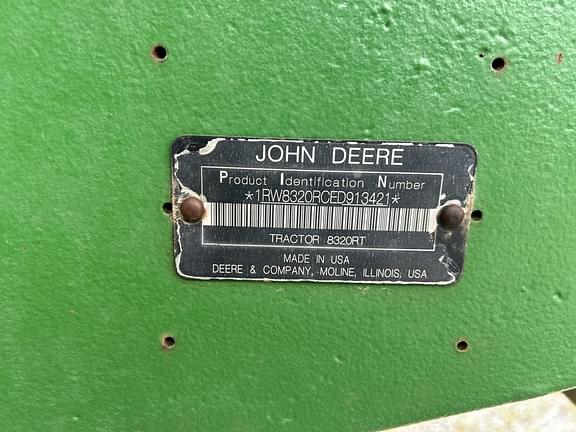 JOHN DEERE
Product Identification Number
*1RW8320RCED913421*
TRACTOR 8320RT
MADE IN USA
DEERE & COMPANY, MOLINE, ILLINOIS, USA